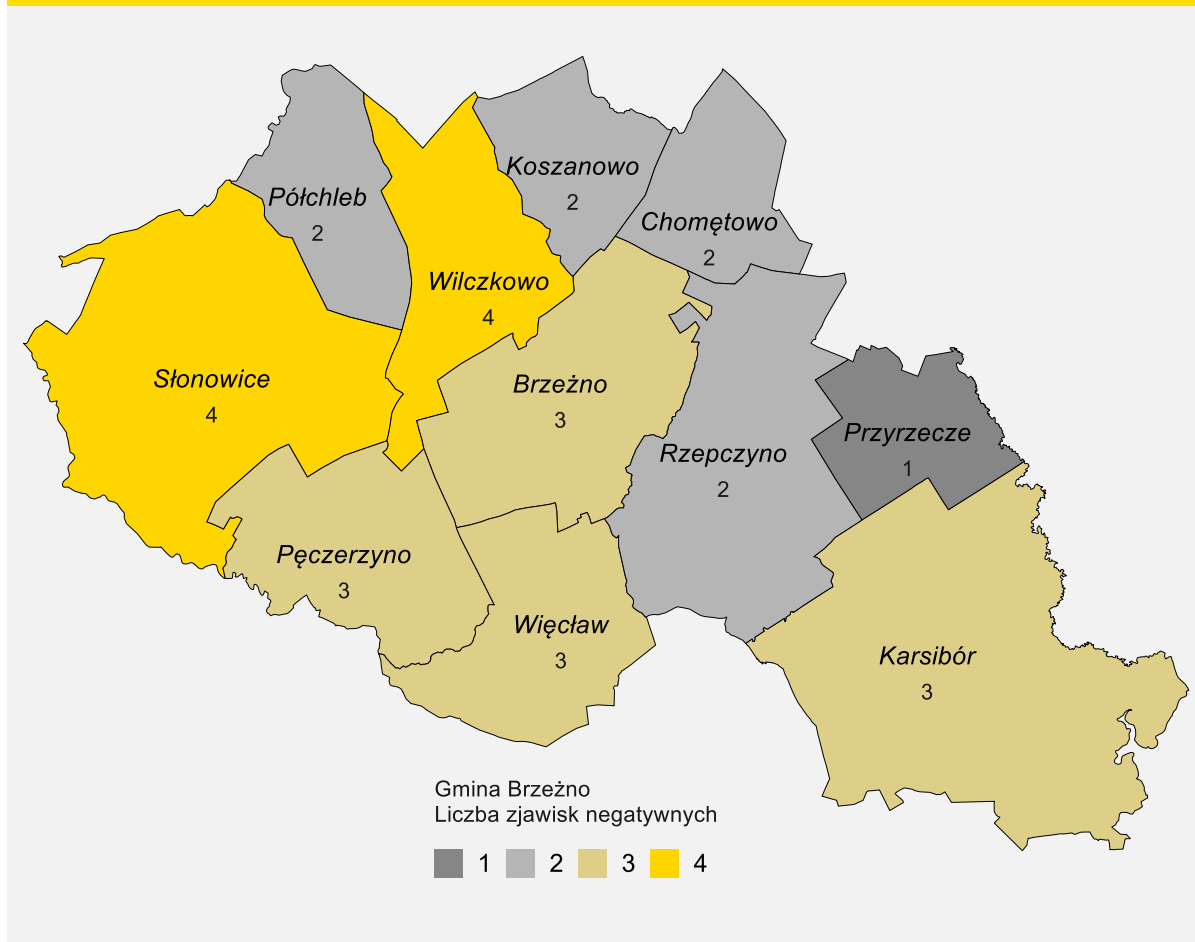 Koszanowo
2
Półchleb
2
Chomętowo
2
Wilczkowo
4
Słonowice
4
Brzeżno
3
Przyrzecze
1
Rzepczyno
2
Pęczerzyno
3
Więcław
3
Karsibór
3
Gmina Brzeżno
Liczba zjawisk negatywnych
1 2 3 4